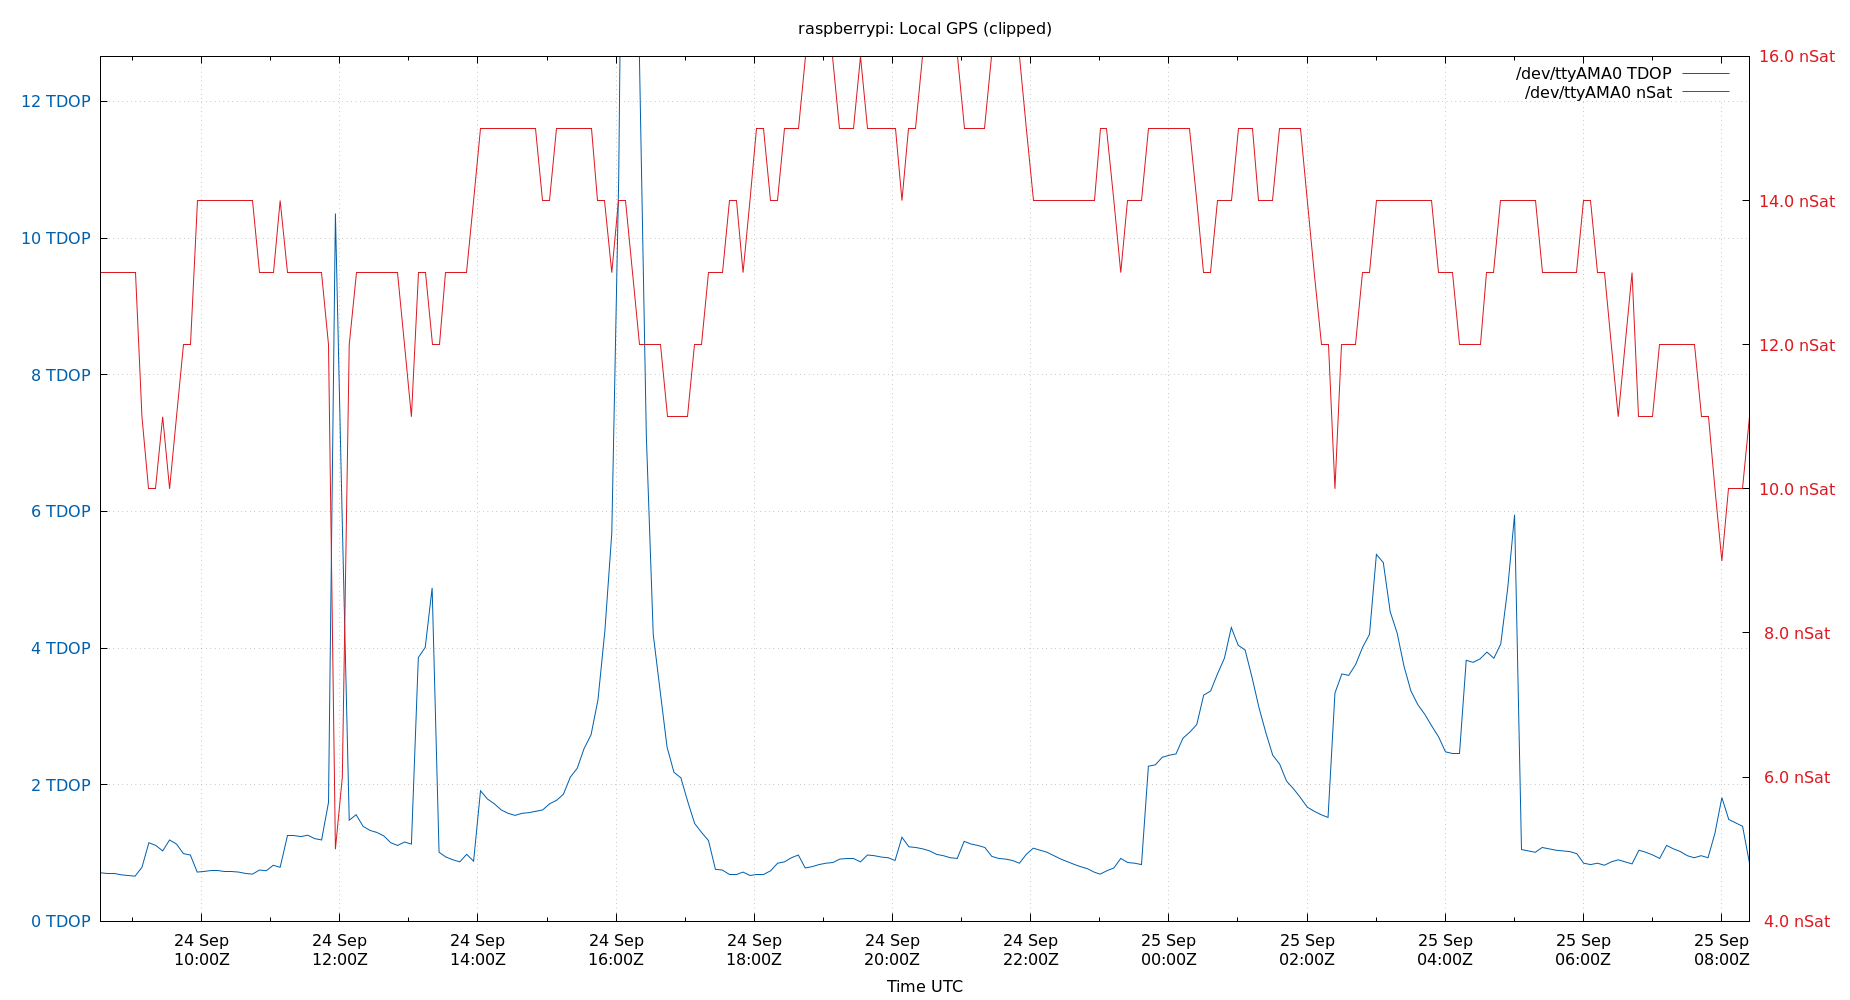 raspberrypi: Local GPS (clipped)
/dev/ttyAMA0 TDOP
/dev/ttyAMA0 nSat
12 TDOP
10 TDOP
8 TDOP
6 TDOP
4 TDOP
2 TDOP
0 TDOP
16.0 nSat
14.0 nSat
12.0 nSat
10.0 nSat
8.0 nSat
6.0 nSat
4.0 nSat
24 Sep
10:00Z
24 Sep
12:00Z
24 Sep
14:00Z
24 Sep
16:00Z
24 Sep
18:00Z
24 Sep
20:00Z
24 Sep
22:00Z
25 Sep
00:00Z
25 Sep
02:00Z
25 Sep
04:00Z
25 Sep
06:00Z
25 Sep
08:00Z
Time UTC